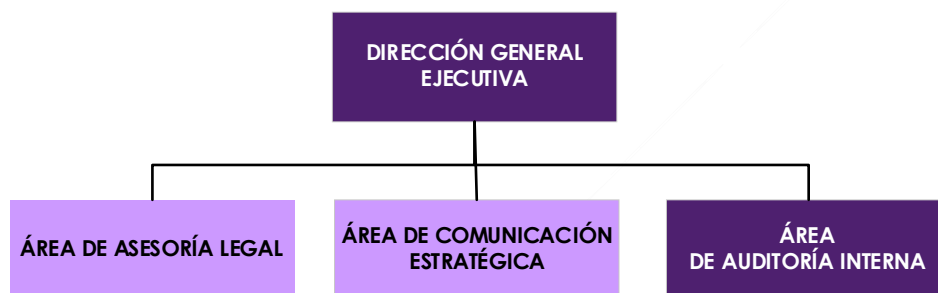 DIRECCIÓN GENERAL
EJECUTIVA
ÁREA DE ASESORÍA LEGAL
ÁREA DE COMUNICACIÓN
ESTRATÉGICA
ÁREA
DE AUDITORÍA INTERNA